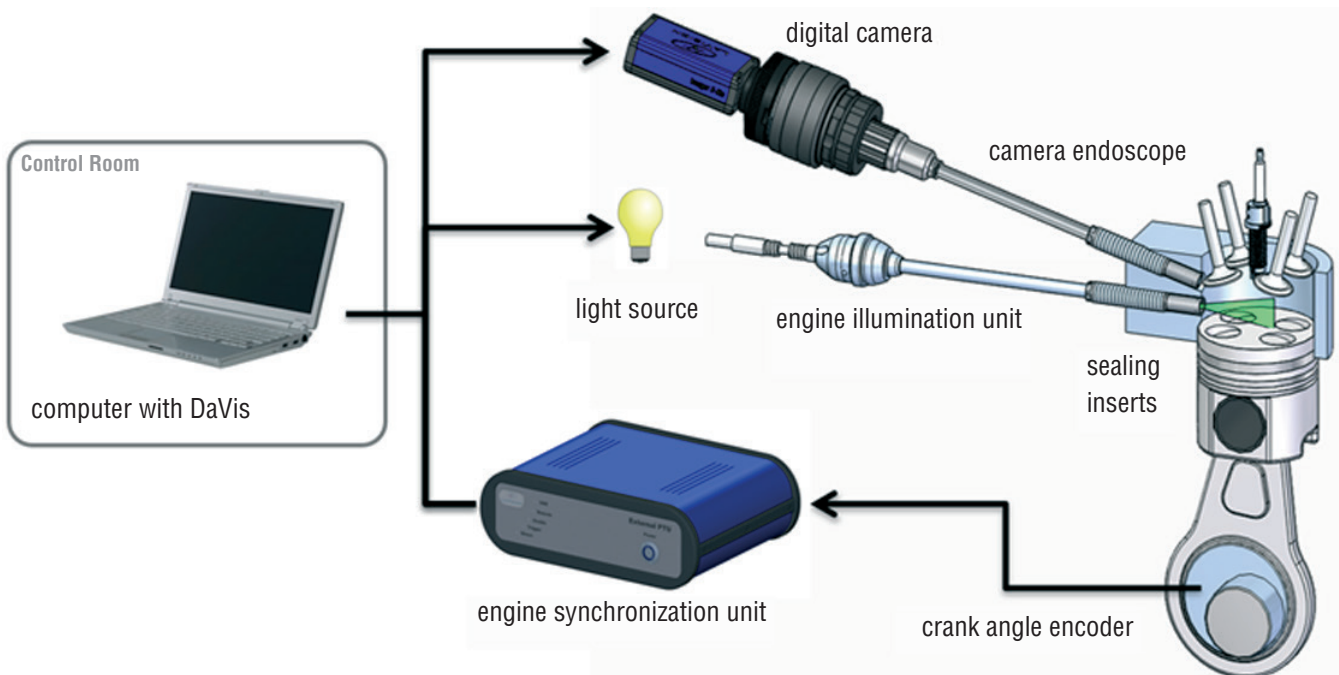 digital camera
camera endoscope
Control Room
light source
engine illumination unit
sealing
inserts
computer with DaVis
External PTU
engine synchronization unit
crank angle encoder